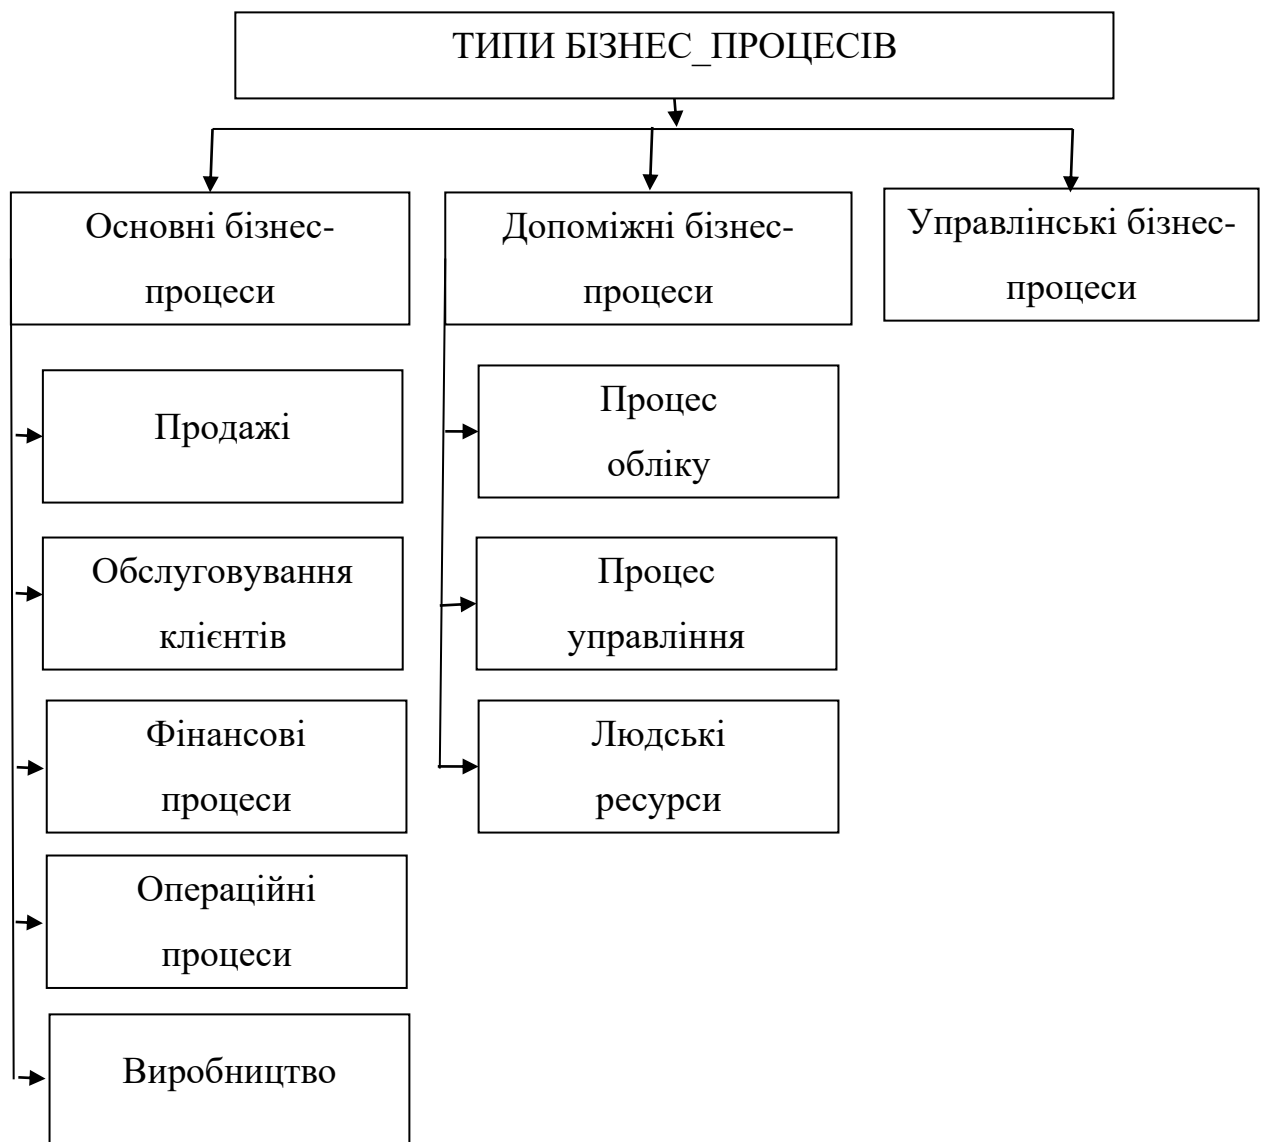 ТИПИ БІЗНЕС_ПРОЦЕСІВ
Основні бізнес-
процеси
Допоміжні бізнес-
процеси
Управлінські бізнес-
процеси
Продажі
Обслуговування
клієнтів
Фінансові
процеси
Операційні
процеси
Виробництво
Процес
обліку
Процес
управління
Людські
ресурси